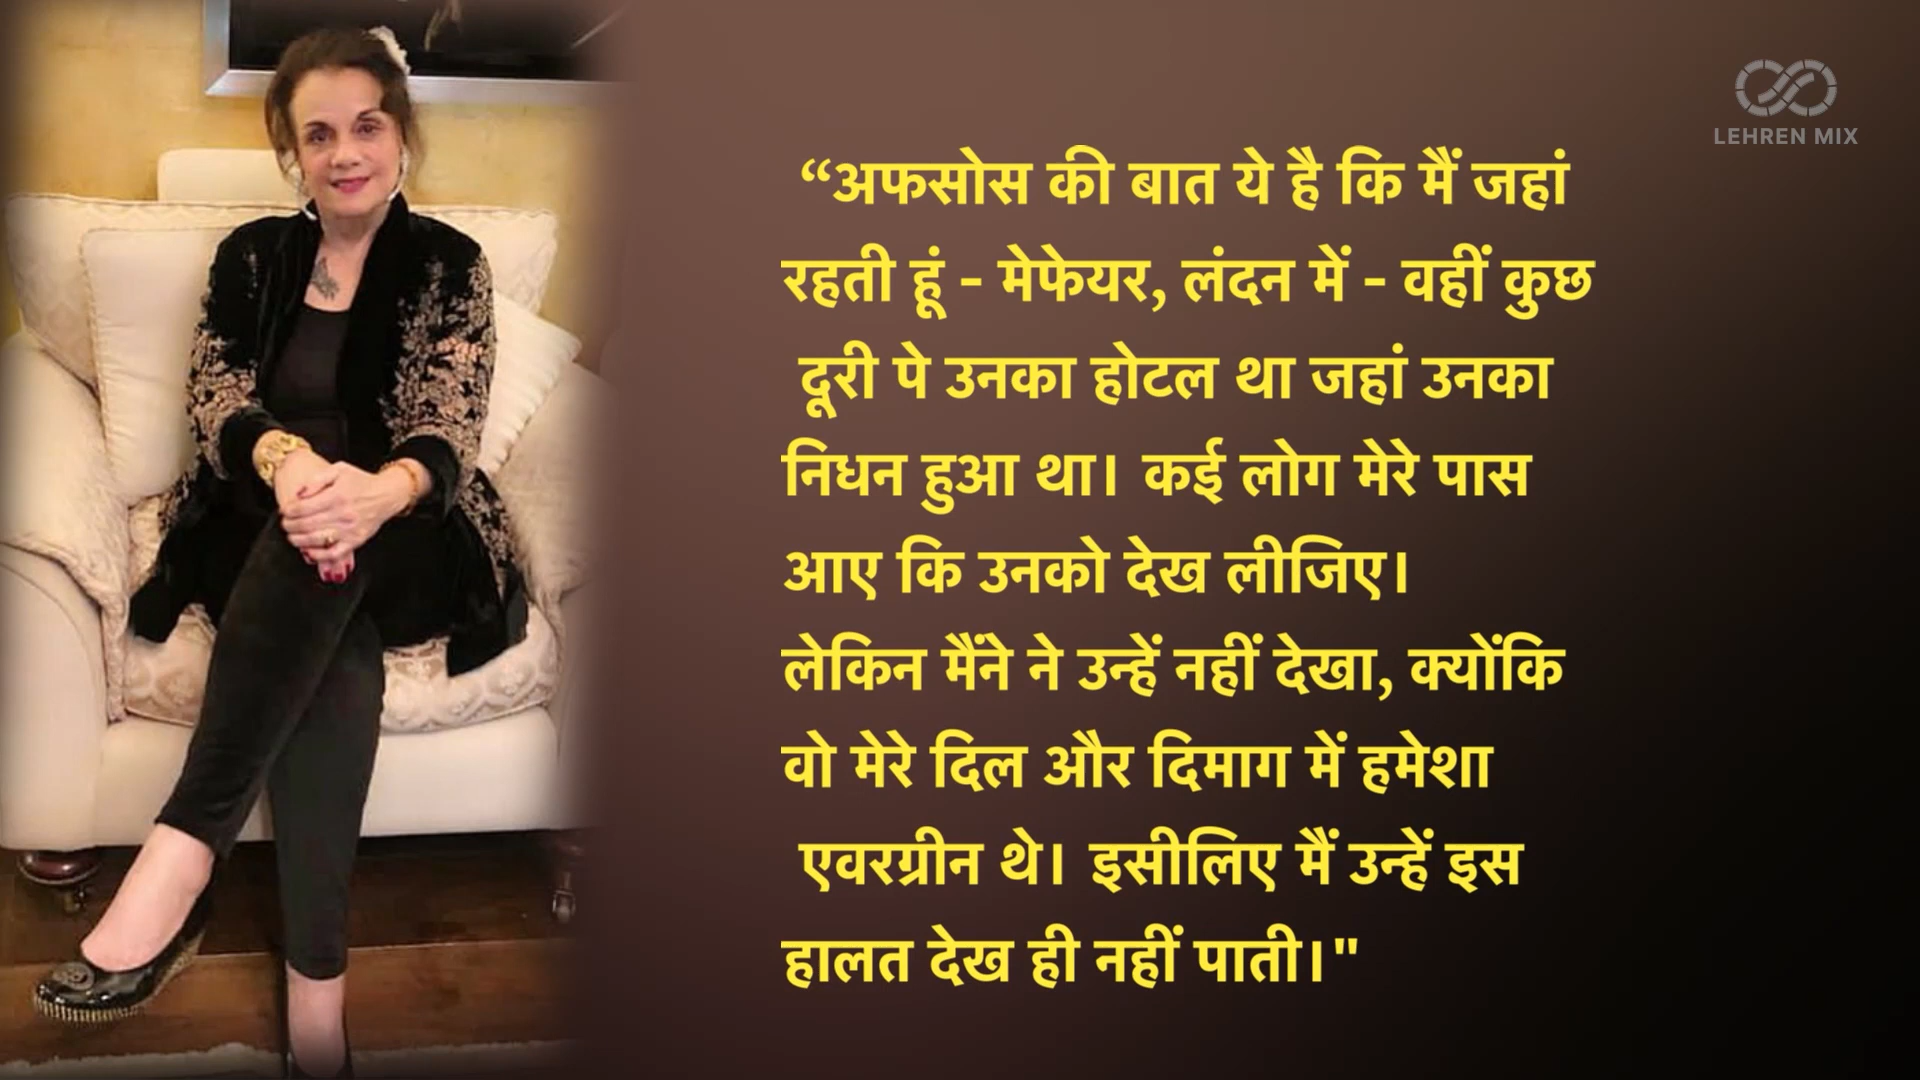 LEHREN MIX
“अफसोस की बात ये है कि मैं जहां
रहती हूं - मेफेयर, लंदन में - वहीं कुछ
दूरी पे उनका होटल था जहां उनका
निधन हुआ था। कई लोग मेरे पास
आए कि उनको देख लीजिए।
लेकिन मैंने ने उन्हें नहीं देखा, क्योंकि
वो मेरे दिल और दिमाग में हमेशा
एवरग्रीन थे। इसीलिए मैं उन्हें इस
हालत देख ही नहीं पाती।"